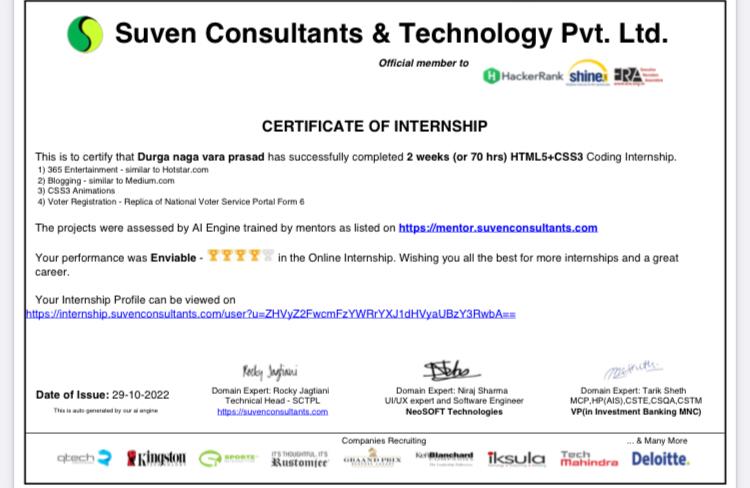 Suven Consultants & Technology Pvt. Ltd.
Official member to
HackerRank shine ERA
CERTIFICATE OF INTERNSHIP
This is to certify that Durga naga vara prasad has successfully completed 2 weeks (or 70 hrs) HTML5+CSS3 Coding Internship.
1) 365 Entertainment - similar to Hotstar.com
2) Blogging - similar to Medium.com
3) CSS3 Animations
4) Voter Registration - Replica of National Voter Service Portal Form 6
The projects were assessed by AI Engine trained by mentors as listed on https://mentor.suvenconsultants.com
Your performance was Enviable - in the Online Internship. Wishing you all the best for more internships and a great
career.
Your Internship Profile can be viewed on
https://internship.suvenconsultants.com/user?u=ZHVyZ2FwcmFzYWRrYXJ1dHVyaUBzY3RwbA==
Rocky Jagtiani
Date of Issue: 29-10-2022
This is auto generated by our ai engine
Domain Expert: Rocky Jagtiani
Technical Head - SCTPL
https://suvenconsultants.com
Domain Expert: Niraj Sharma
UI/UX expert and Software Engineer
NeoSOFT Technologies
Domain Expert: Tarik Sheth
MCP,HP(AIS),CSTE,CSQA,CSTM
VP(in Investment Banking MNC)
Companies Recruiting
... & Many More
qtech
Kingston
SPORTS
IT'S THOUGHTFUL, IT'S
Rustomjee
GRAAND PRIX
KenBlanchard
iksula
Tech
Mahindra
Deloitte.